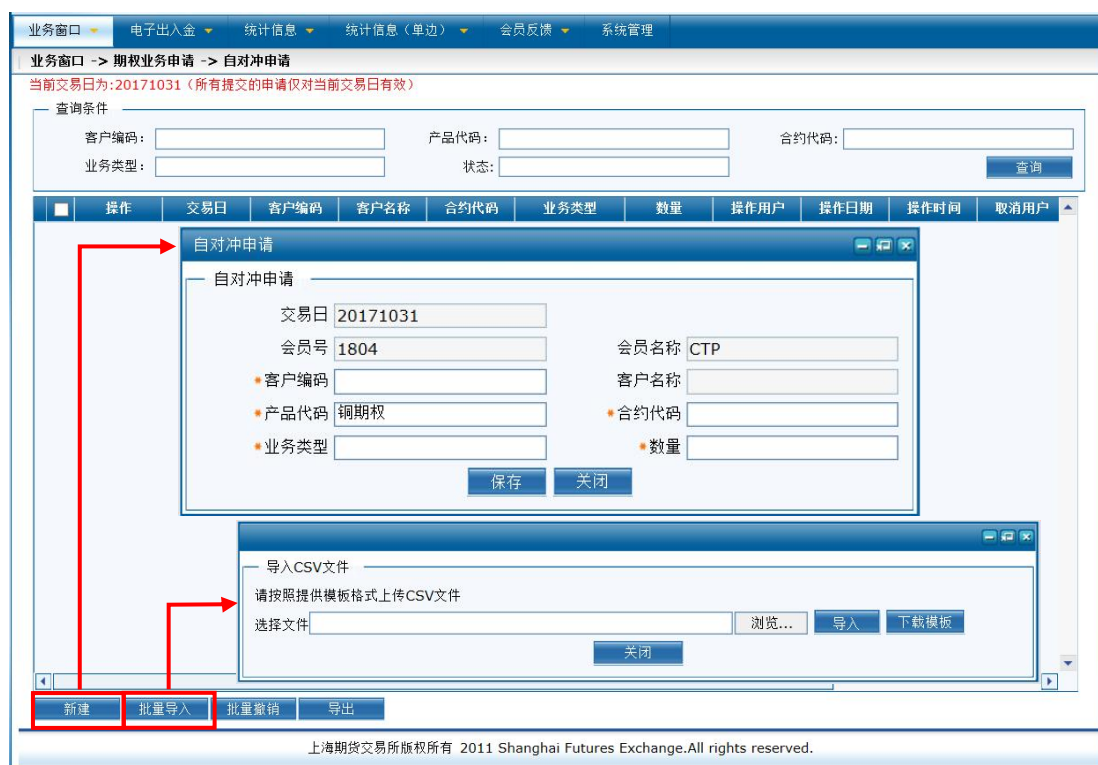 业务窗口 电子出入金 统计信息 统计信息（单边） 会员反馈 系统管理
业务窗口 -> 期权业务申请 -> 自对冲申请
当前交易日为:20171031（所有提交的申请仅对当前交易日有效）
查询条件
客户编码： 产品代码： 合约代码:
业务类型： 状态: 查询
操作 交易日 客户编码 客户名称 合约代码 业务类型 数量 操作用户 操作日期 操作时间 取消用户
自对冲申请
自对冲申请
交易日 20171031
会员号 1804 会员名称 CTP
*客户编码 客户名称
*产品代码 铜期权 *合约代码
*业务类型 *数量
保存 关闭
导入CSV文件
请按照提供模板格式上传CSV文件
选择文件 浏览... 导入 下载模板
关闭
新建 批量导入 批量撤销 导出
上海期货交易所版权所有 2011 Shanghai Futures Exchange.All rights reserved.